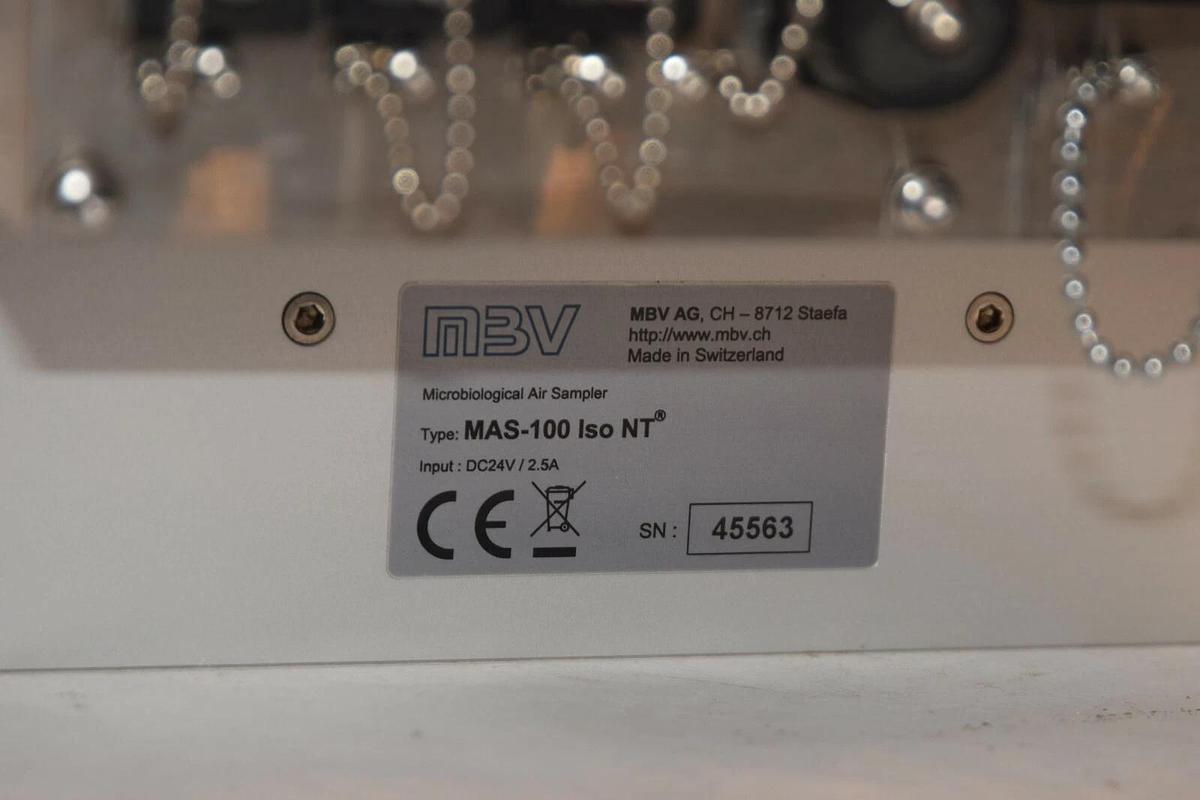 MBV
MBV AG, CH – 8712 Staefa
http://www.mbv.ch
Made in Switzerland
Microbiological Air Sampler
Type: MAS-100 Iso NT®
Input : DC24V / 2.5A
CE
SN : 45563